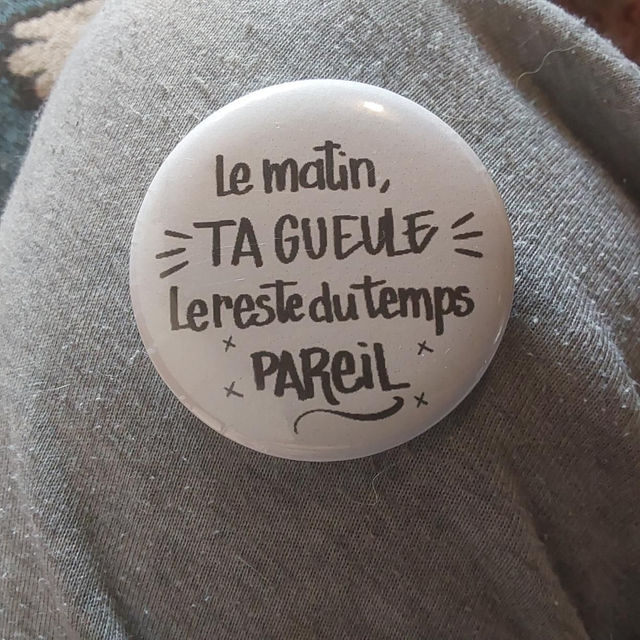 Le matin,
TA GUEULE
Le reste du temps
PAREIL